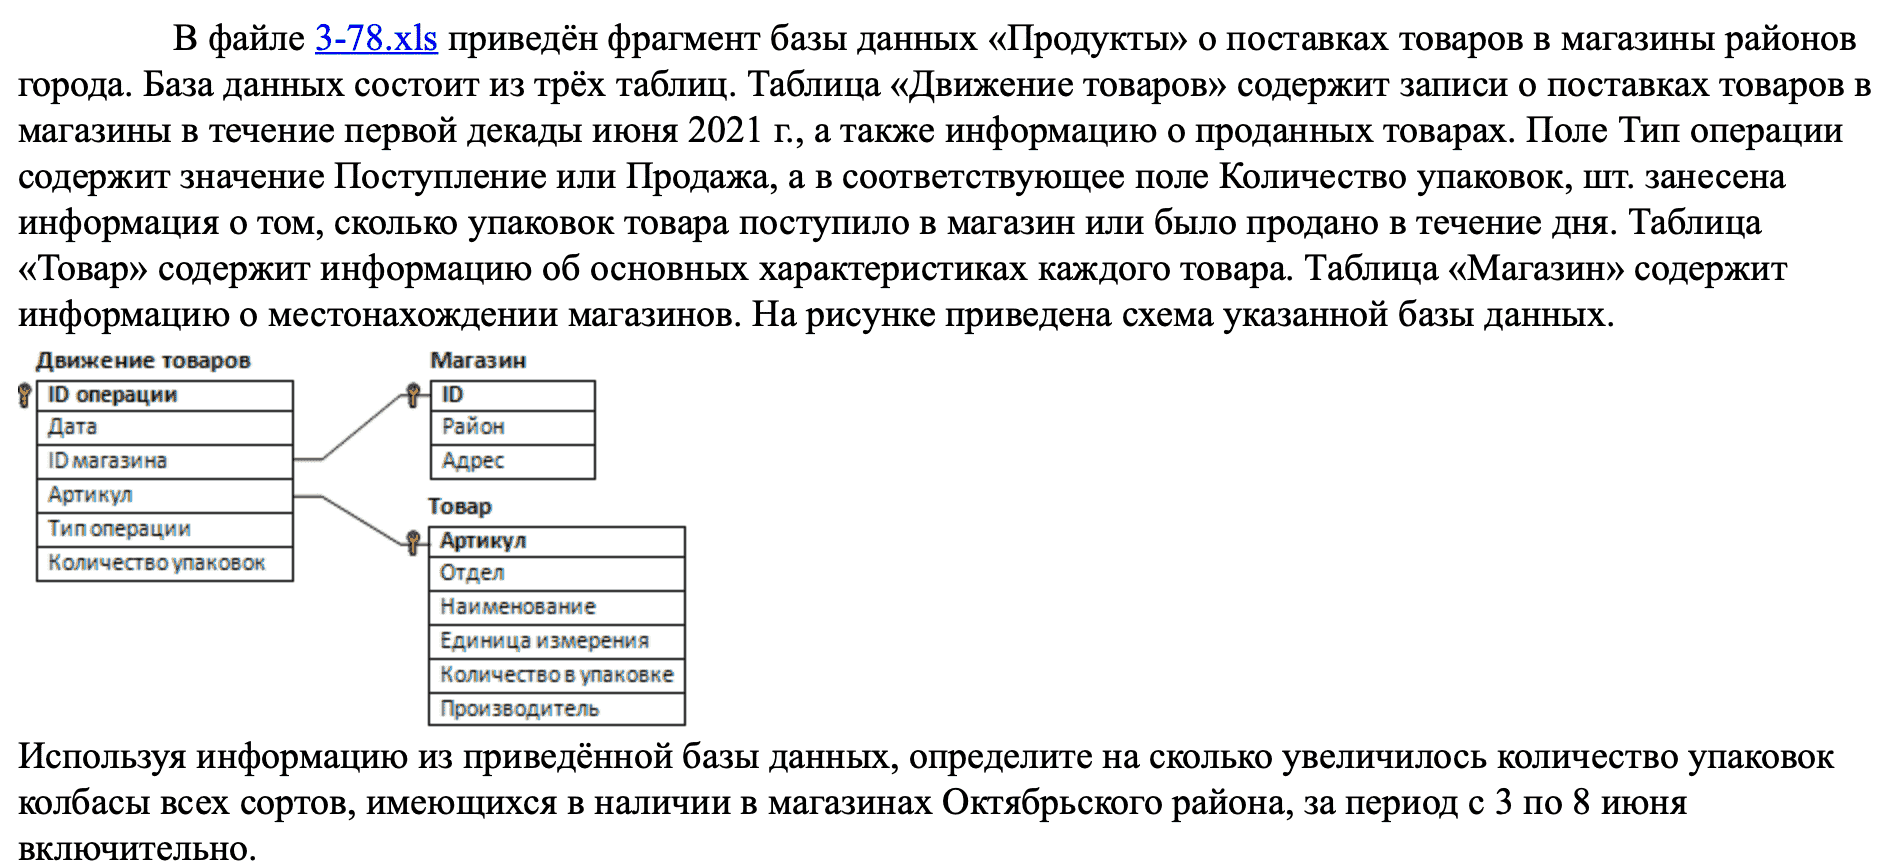 В файле 3-78.xls приведён фрагмент базы данных «Продукты» о поставках товаров в магазины районов
города. База данных состоит из трёх таблиц. Таблица «Движение товаров» содержит записи о поставках товаров в
магазины в течение первой декады июня 2021 г., а также информацию о проданных товарах. Поле Тип операции
содержит значение Поступление или Продажа, а в соответствующее поле Количество упаковок, шт. занесена
информация о том, сколько упаковок товара поступило в магазин или было продано в течение дня. Таблица
«Товар» содержит информацию об основных характеристиках каждого товара. Таблица «Магазин» содержит
информацию о местонахождении магазинов. На рисунке приведена схема указанной базы данных.
Движение товаров
ID операции
Дата
ID магазина
Артикул
Тип операции
Количество упаковок
Магазин
ID
Район
Адрес
Товар
Артикул
Отдел
Наименование
Единица измерения
Количество в упаковке
Производитель
Используя информацию из приведённой базы данных, определите на сколько увеличилось количество упаковок
колбасы всех сортов, имеющихся в наличии в магазинах Октябрьского района, за период с 3 по 8 июня
включительно.